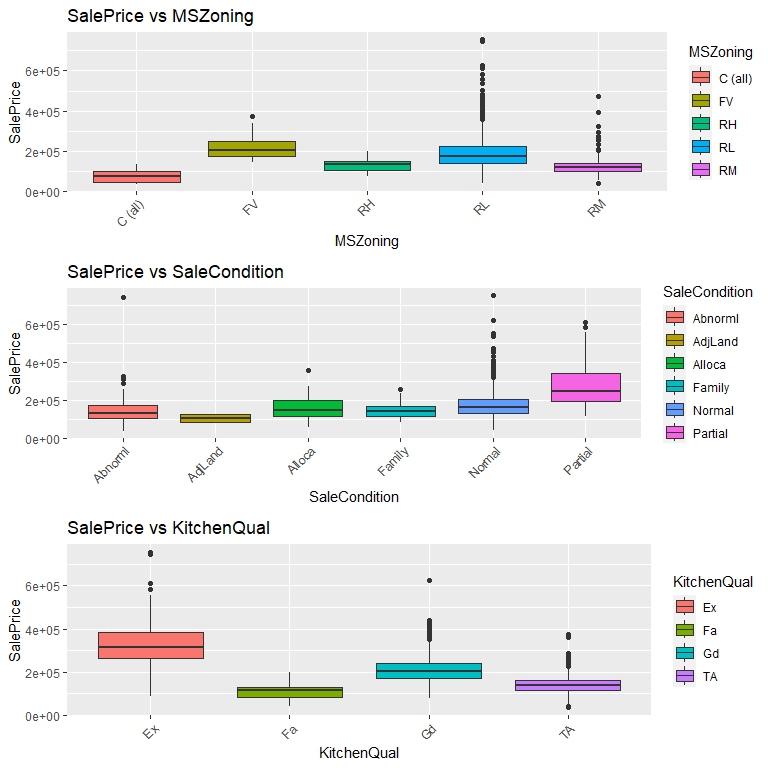 SalePrice vs MSZoning
SalePrice
6e+05
4e+05
2e+05
0e+00
C (all)
FV
RH
RL
RM
MSZoning
MSZoning
C (all)
FV
RH
RL
RM
SalePrice vs SaleCondition
SalePrice
6e+05
4e+05
2e+05
0e+00
Abnorml
AdjLand
Alloca
Family
Normal
Partial
SaleCondition
SaleCondition
Abnorml
AdjLand
Alloca
Family
Normal
Partial
SalePrice vs KitchenQual
SalePrice
6e+05
4e+05
2e+05
0e+00
Ex
Fa
Gd
TA
KitchenQual
KitchenQual
Ex
Fa
Gd
TA